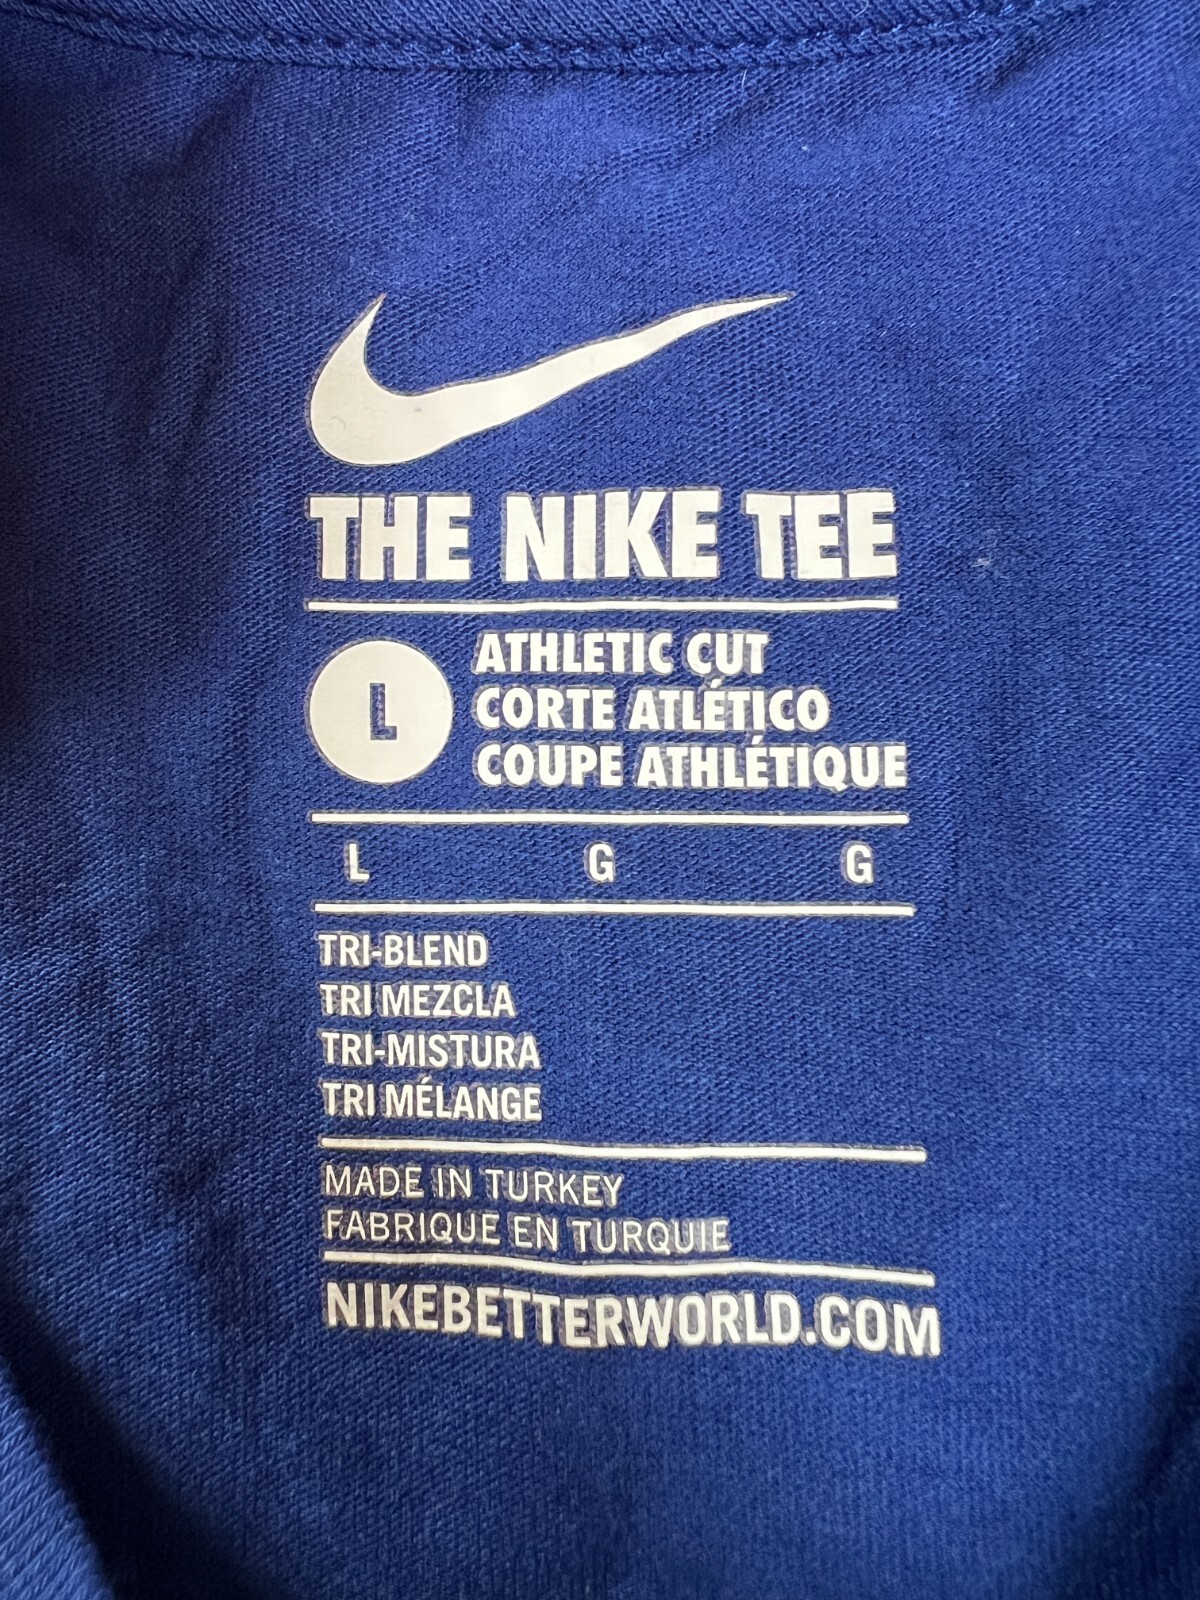 THE NIKE TEE
L
ATHLETIC CUT
CORTE ATLÉTICO
COUPE ATHLÉTIQUE
L G G
TRI-BLEND
TRI MEZCLA
TRI-MISTURA
TRI MÉLANGE
MADE IN TURKEY
FABRIQUE EN TURQUIE
NIKEBETTERWORLD.COM